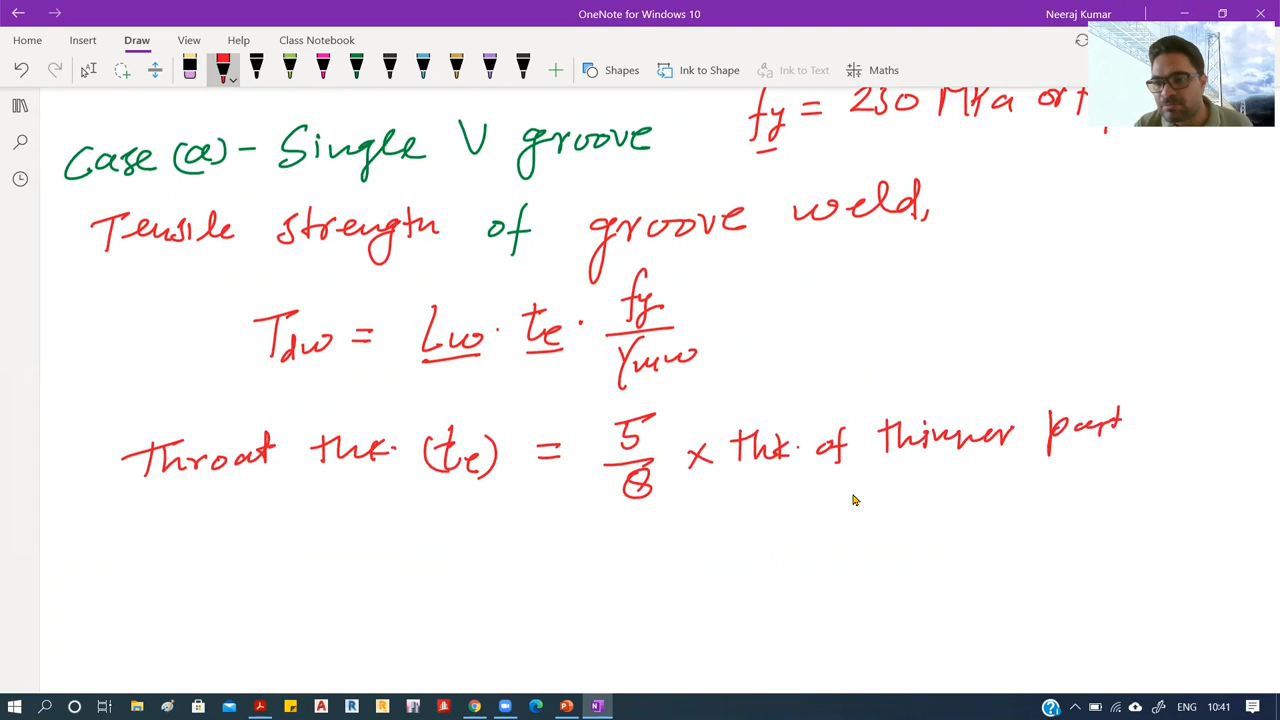 OneNote for Windows 10
Neeraj Kumar
Home Insert Draw View Help Class Notebook
Shapes Ink to Shape Ink to Text Maths
fy = 250 MPa or
Case (a) - Single V groove
Tensile strength of groove weld,
Tdw = Lw . te . fy / γmw
Throat thk. (te) = 5/8 × thk. of thinner part
ENG 10:41